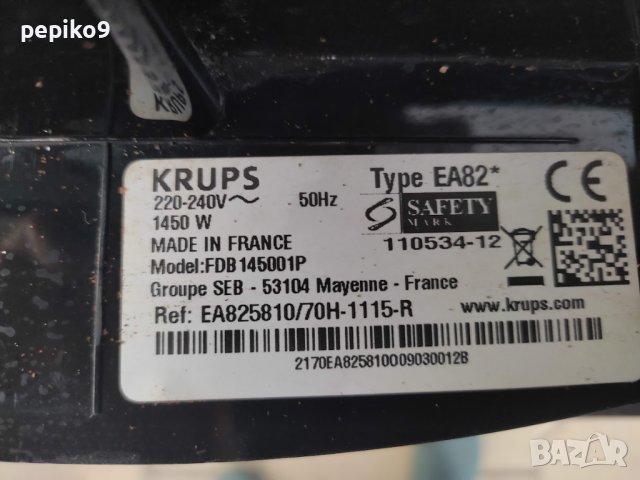 pepiko9
KRUPS
Type EA82*
220-240V~ 50Hz
1450 W
S SAFETY
MARK
MADE IN FRANCE
110534-12
Model:FDB145001P
Groupe SEB - 53104 Mayenne - France
Ref: EA825810/70H-1115-R
www.krups.com
2170EA825810009030012B
BAZAR
bg